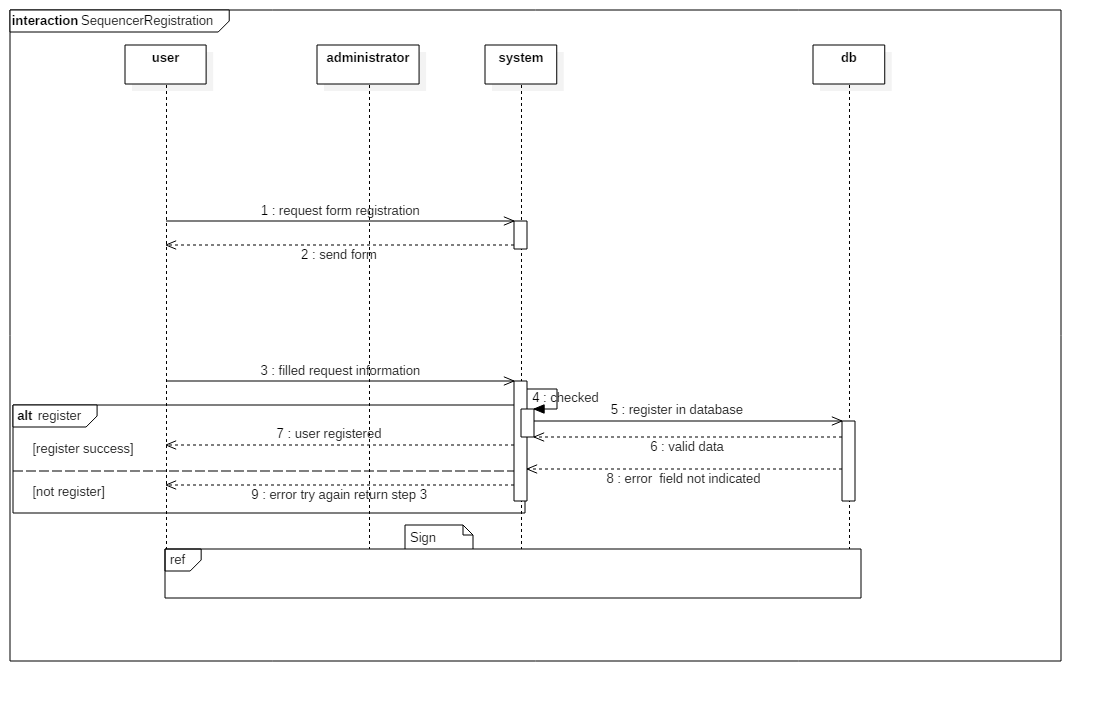 interaction SequencerRegistration
user
administrator
system
db
1 : request form registration
2 : send form
3 : filled request information
4 : checked
alt register
5 : register in database
7 : user registered
[register success]
6 : valid data
8 : error  field not indicated
[not register]
9 : error try again return step 3
Sign
ref